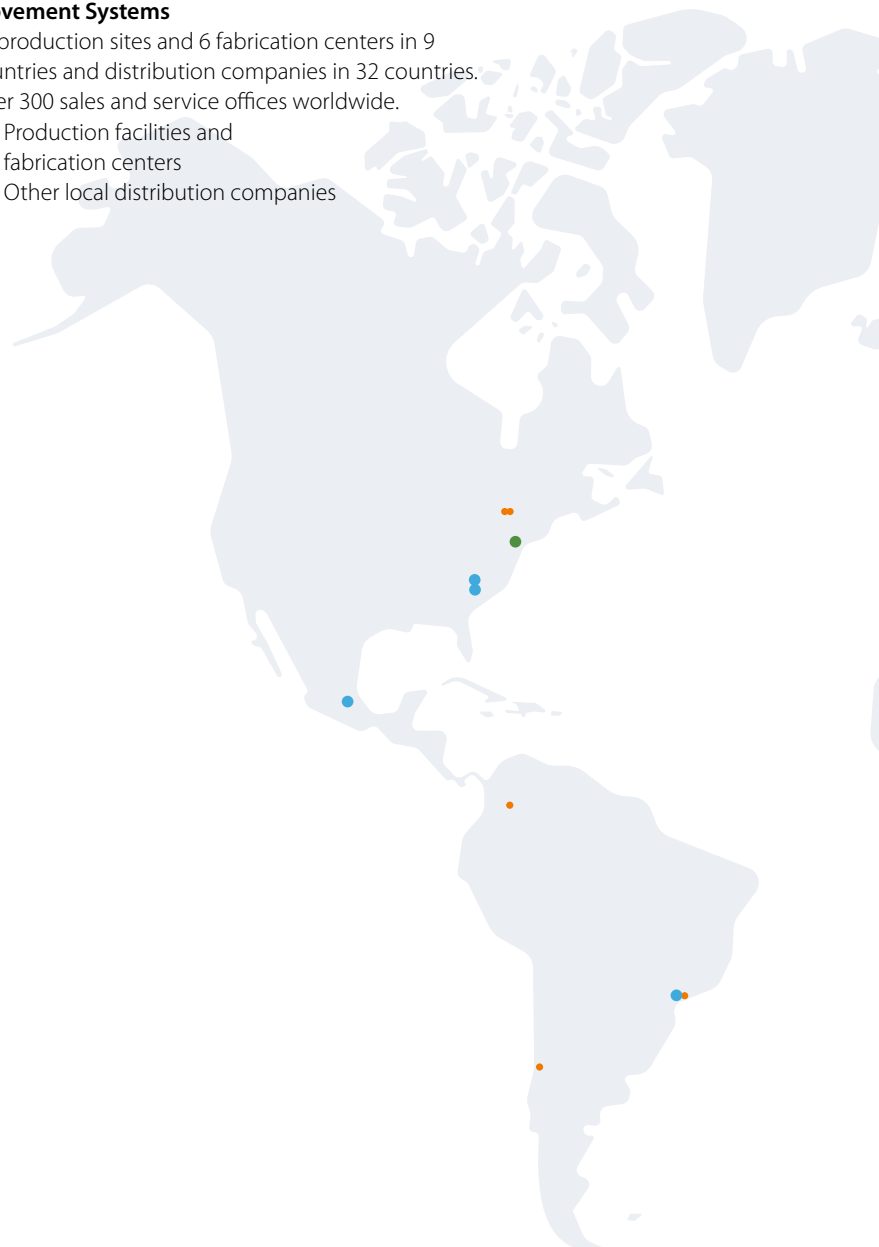 vement Systems
production sites and 6 fabrication centers in 9
untries and distribution companies in 32 countries.
er 300 sales and service offices worldwide.
Production facilities and
fabrication centers
Other local distribution companies